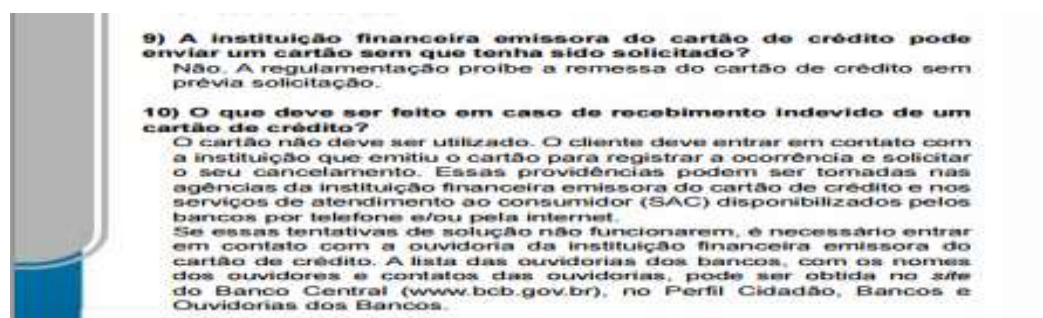 9) A instituição financeira emissora do cartão de crédito pode
enviar um cartão sem que tenha sido solicitado?
Não. A regulamentação proíbe a remessa do cartão de crédito sem
prévia solicitação.
10) O que deve ser feito em caso de recebimento indevido de um
cartão de crédito?
O cartão não deve ser utilizado. O cliente deve entrar em contato com
a instituição que emitiu o cartão para registrar a ocorrência e solicitar
o seu cancelamento. Essas providências podem ser tomadas nas
agências da instituição financeira emissora do cartão de crédito e nos
serviços de atendimento ao consumidor (SAC) disponibilizados pelos
bancos por telefone e/ou pela internet.
Se essas tentativas de solução não funcionarem, é necessário entrar
em contato com a ouvidoria da instituição financeira emissora do
cartão de crédito. A lista das ouvidorias dos bancos, com os nomes
dos ouvidores e contatos das ouvidorias, pode ser obtida no site
do Banco Central (www.bcb.gov.br), no Perfil Cidadão, Bancos e
Ouvidorias dos Bancos.